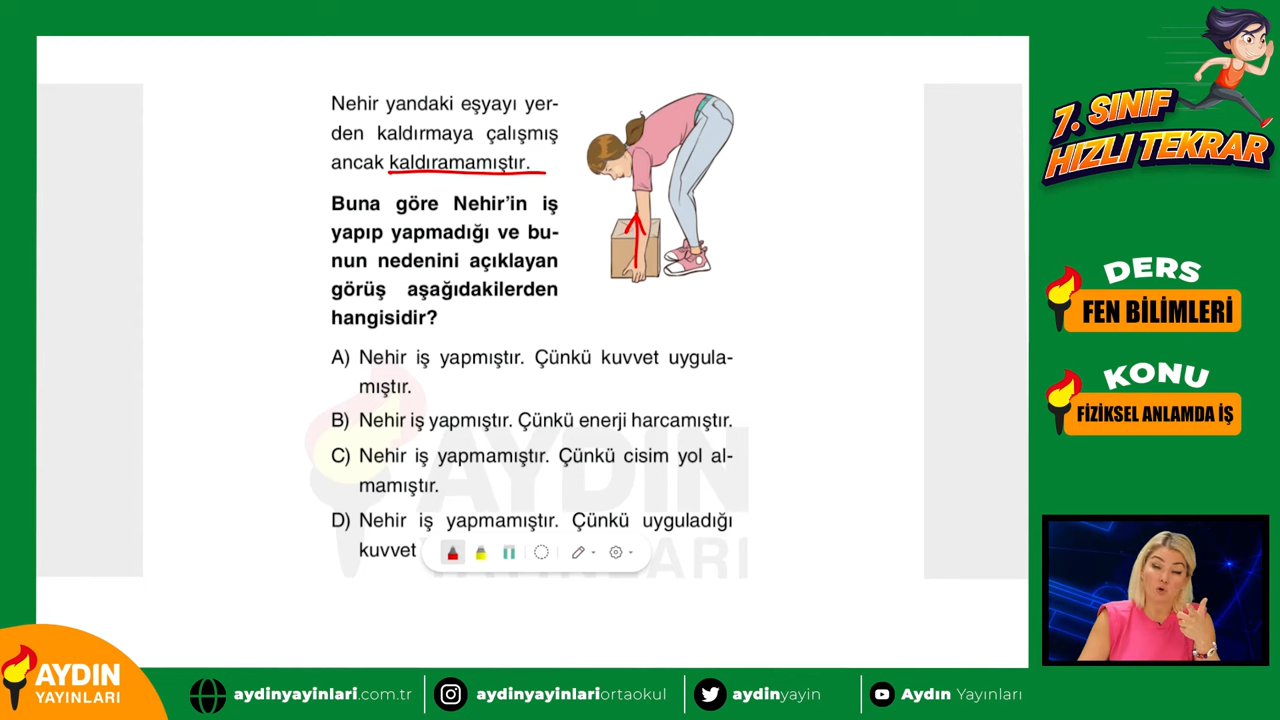 Nehir yandaki eşyayı yer-
den kaldırmaya çalışmış
ancak kaldıramamıştır.
Buna göre Nehir'in iş
yapıp yapmadığı ve bu-
nun nedenini açıklayan
görüş aşağıdakilerden
hangisidir?
A) Nehir iş yapmıştır. Çünkü kuvvet uygula-
mıştır.
B) Nehir iş yapmıştır. Çünkü enerji harcamıştır.
C) Nehir iş yapmamıştır. Çünkü cisim yol al-
mamıştır.
D) Nehir iş yapmamıştır. Çünkü uyguladığı
kuvvet
AYDIN
YAYINLARI
7. SINIF
HIZLI TEKRAR
DERS
FEN BİLİMLERİ
KONU
FİZİKSEL ANLAMDA İŞ
AYDIN
YAYINLARI
aydinyayinlari.com.tr
aydinyayinlariortaokul
aydinyayin
Aydın Yayınları